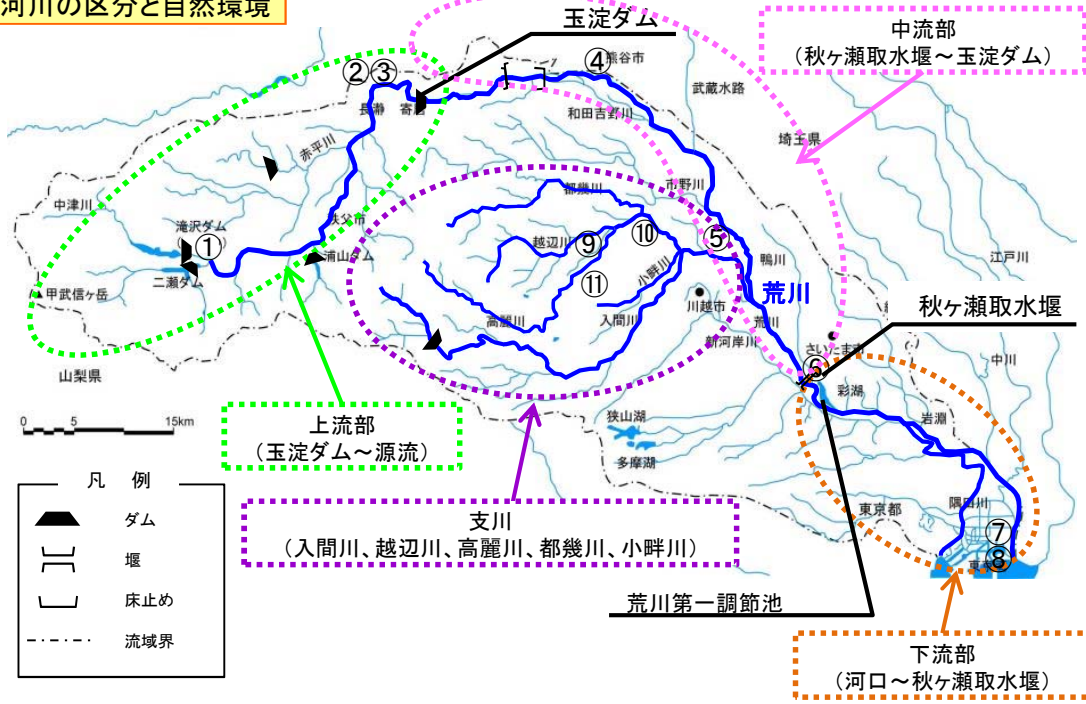 河川の区分と自然環境
玉淀ダム
中流部
(秋ヶ瀬取水堰～玉淀ダム)
②③
④
熊谷市
武蔵水路
長瀞
寄居
和田吉野川
埼玉県
赤平川
中津川
都幾川
市野川
滝沢ダム
①
秩父市
浦山ダム
越辺川
⑨
⑩
⑤
鴨川
江戸川
二瀬ダム
⑪
小畔川
荒川
甲武信ヶ岳
川越市
秋ヶ瀬取水堰
高麗川
入間川
荒川
新河岸川
さいたま市
中川
山梨県
⑥
彩湖
0 5 15km
狭山湖
岩淵
上流部
(玉淀ダム～源流)
多摩湖
凡 例
ダム
堰
床止め
流域界
支川
(入間川、越辺川、高麗川、都幾川、小畔川)
東京都
隅田川
⑦
⑧
荒川第一調節池
下流部
(河口～秋ヶ瀬取水堰)